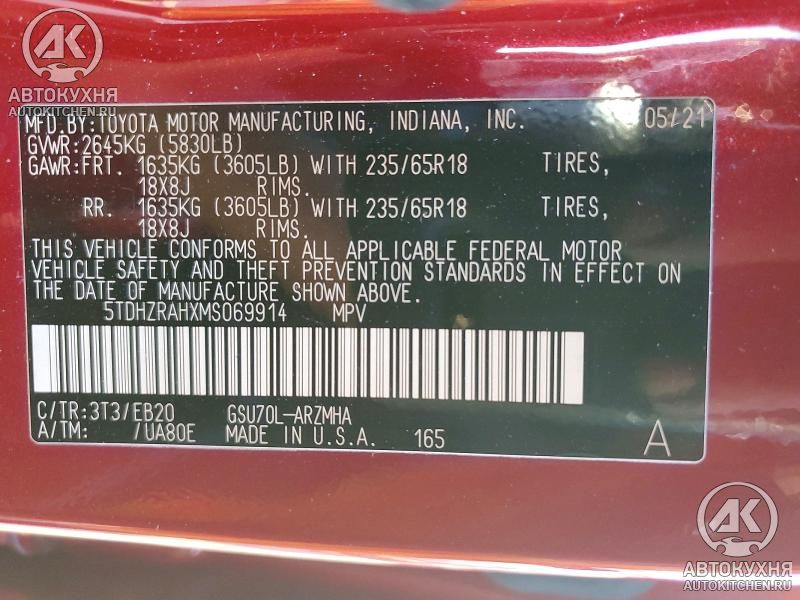 АК
АВТОКУХНЯ
AUTOKITCHEN.RU
MFD.BY:TOYOTA MOTOR MANUFACTURING, INDIANA, INC. 05/21
GVWR:2645KG (5830LB)
GAWR:FRT. 1635KG (3605LB) WITH 235/65R18 TIRES,
18X8J RIMS.
RR. 1635KG (3605LB) WITH 235/65R18 TIRES,
18X8J RIMS.
THIS VEHICLE CONFORMS TO ALL APPLICABLE FEDERAL MOTOR
VEHICLE SAFETY AND THEFT PREVENTION STANDARDS IN EFFECT ON
THE DATE OF MANUFACTURE SHOWN ABOVE.
5TDHZRAHXMS069914 MPV
C/TR:3T3/EB20 GSU70L-ARZMHA
A/TM: /UA80E MADE IN U.S.A. 165 A
АК
АВТОКУХНЯ
AUTOKITCHEN.RU